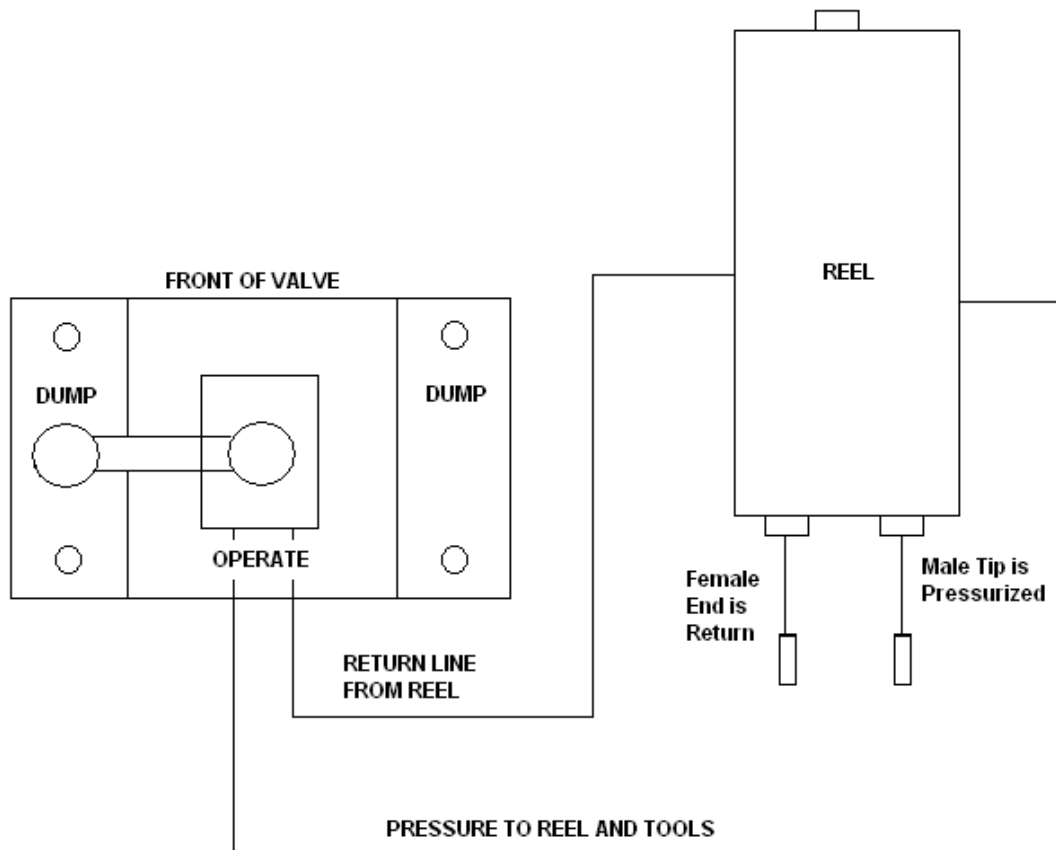 FRONT OF VALVE
DUMP
DUMP
OPERATE
RETURN LINE
FROM REEL
PRESSURE TO REEL AND TOOLS
REEL
Female
End is
Return
Male Tip is
Pressurized